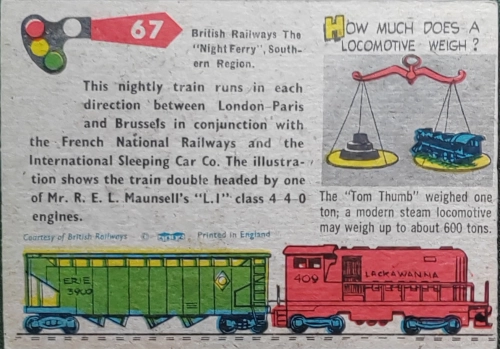 67
British Railways The
"Night Ferry", South-
ern Region.
This nightly train runs in each
direction between London-Paris
and Brussels in conjunction with
the French National Railways and the
International Sleeping Car Co. The illustra-
tion shows the train double headed by one
of Mr. R. E. L. Maunsell's "L.I" class 4-4-0
engines.
Courtesy of British Railways
Printed in England
HOW MUCH DOES A
LOCOMOTIVE WEIGH?
The "Tom Thumb" weighed one
ton; a modern steam locomotive
may weigh up to about 600 tons.
ERIE
3900
409
LACKAWANNA